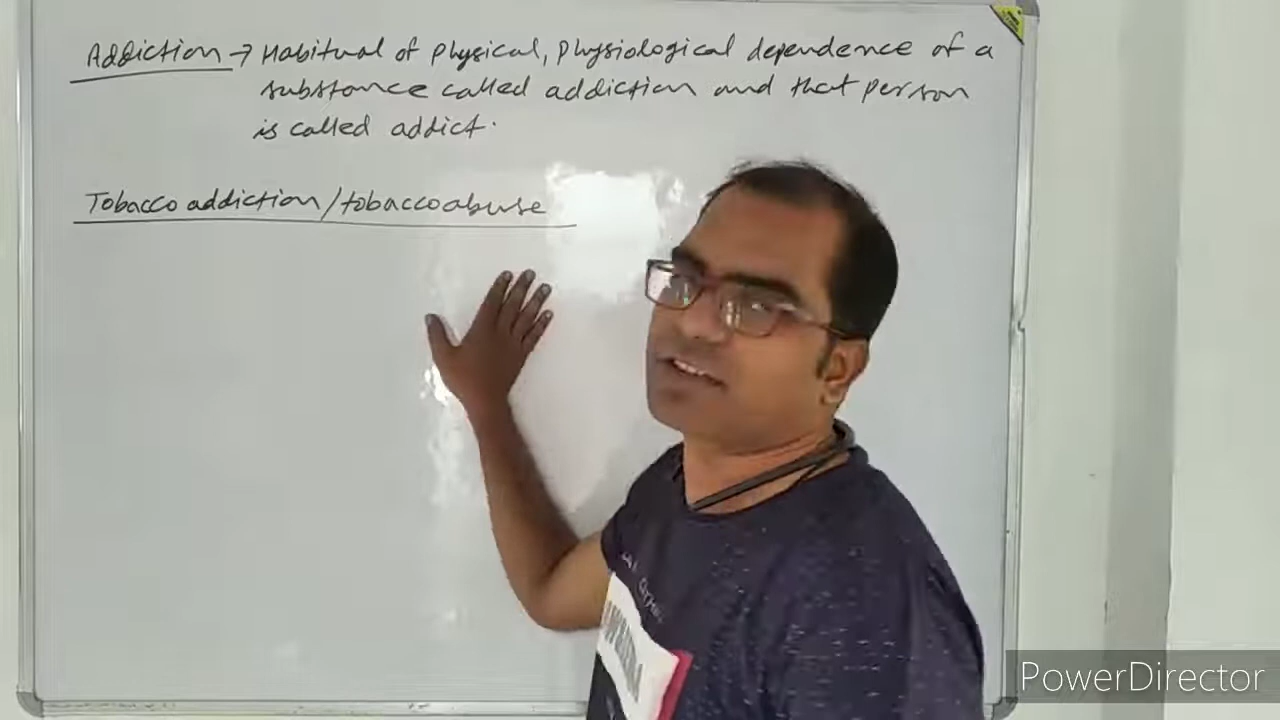 Addiction → Habitual of physical, physiological dependence of a
substance called addiction and that person
is called addict.
Tobacco addiction/tobacco abuse
PowerDirector